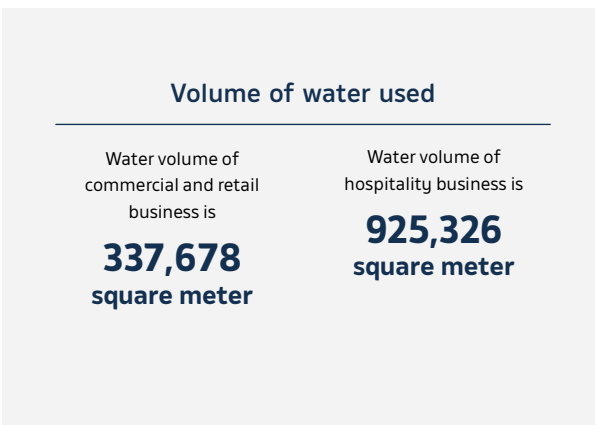 Volume of water used
Water volume of
commercial and retail
business is
337,678
square meter
Water volume of
hospitality business is
925,326
square meter